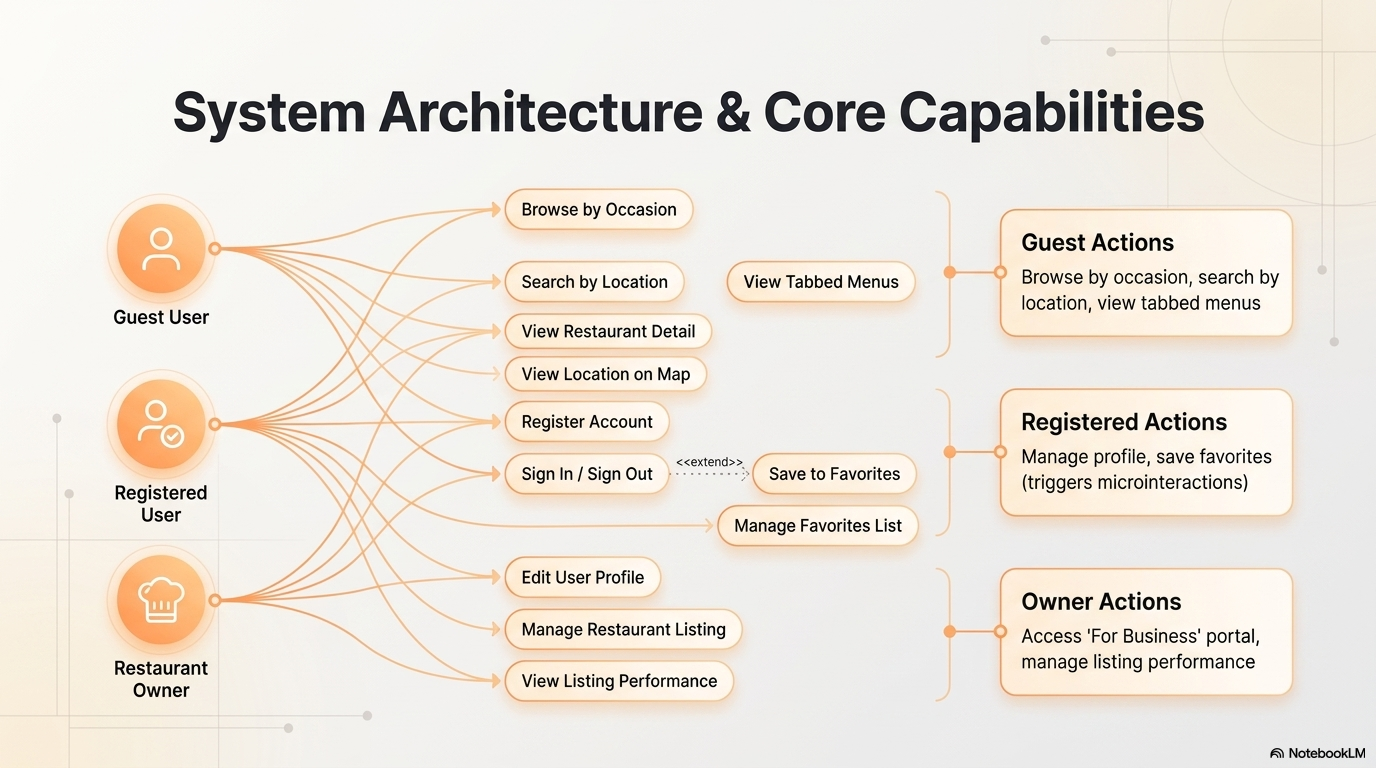 System Architecture & Core Capabilities
Guest User
Registered
User
Restaurant
Owner
Browse by Occasion
Search by Location
View Tabbed Menus
View Restaurant Detail
View Location on Map
Register Account
Sign In / Sign Out
<<extend>>
Save to Favorites
Manage Favorites List
Edit User Profile
Manage Restaurant Listing
View Listing Performance
Guest Actions
Browse by occasion, search by
location, view tabbed menus
Registered Actions
Manage profile, save favorites
(triggers microinteractions)
Owner Actions
Access 'For Business' portal,
manage listing performance
NotebookLM